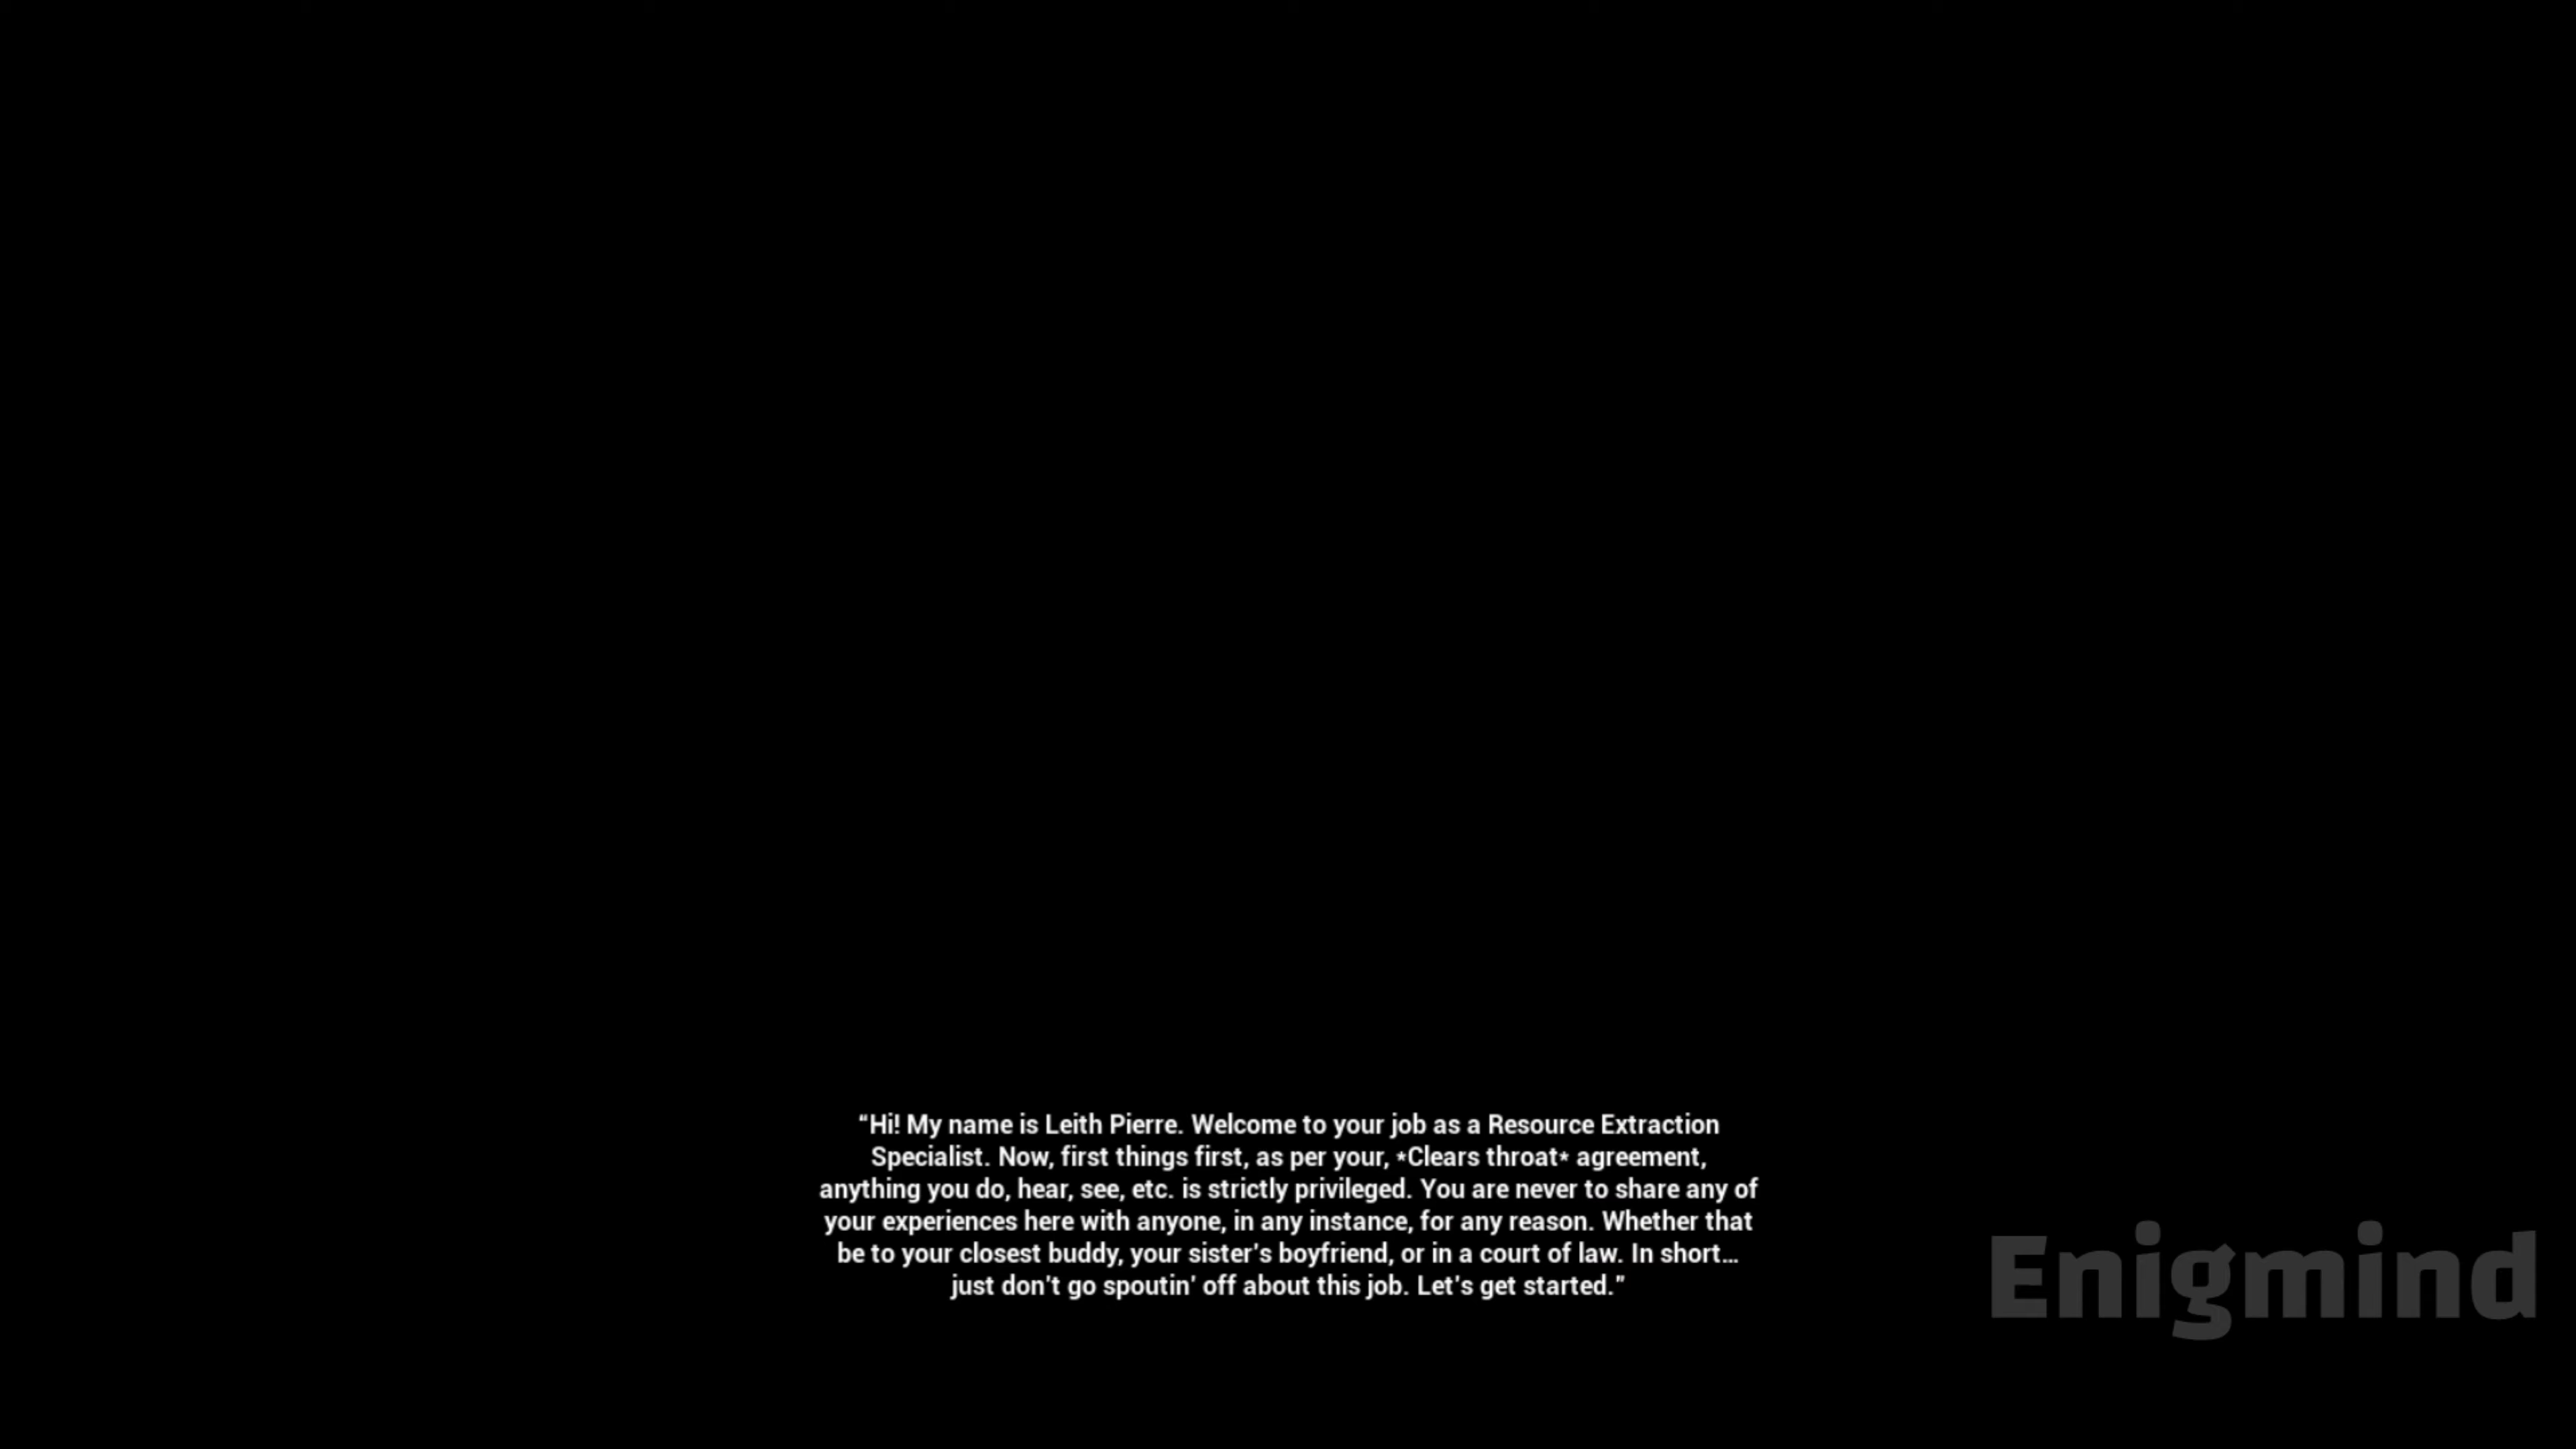 “Hi! My name is Leith Pierre. Welcome to your job as a Resource Extraction
Specialist. Now, first things first, as per your, *Clears throat* agreement,
anything you do, hear, see, etc. is strictly privileged. You are never to share any of
your experiences here with anyone, in any instance, for any reason. Whether that
be to your closest buddy, your sister's boyfriend, or in a court of law. In short…
just don't go spoutin' off about this job. Let's get started.”
Enigmind